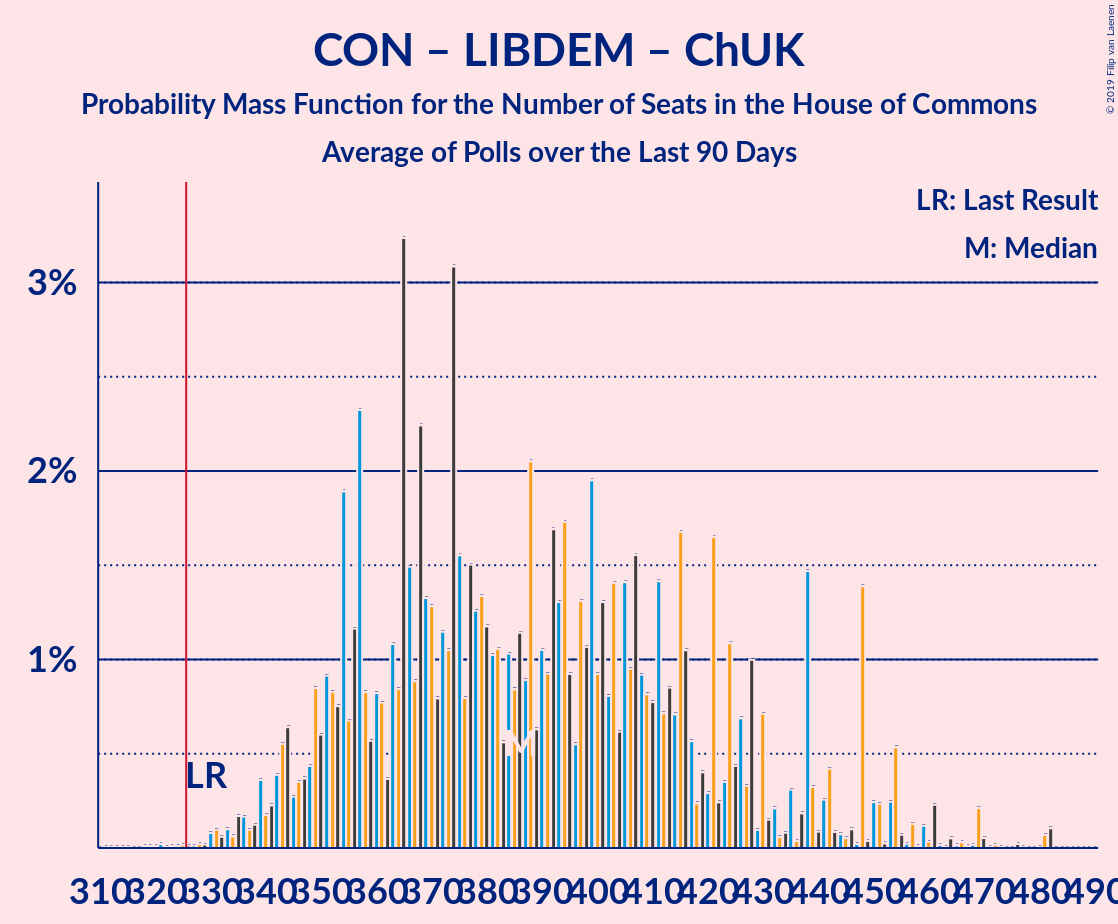 CON – LIBDEM – ChUK
Probability Mass Function for the Number of Seats in the House of Commons
Average of Polls over the Last 90 Days
© 2019 Filip van Laenen
LR: Last Result
M: Median
3%
2%
1%
LR
M
310 320 330 340 350 360 370 380 390 400 410 420 430 440 450 460 470 480 490